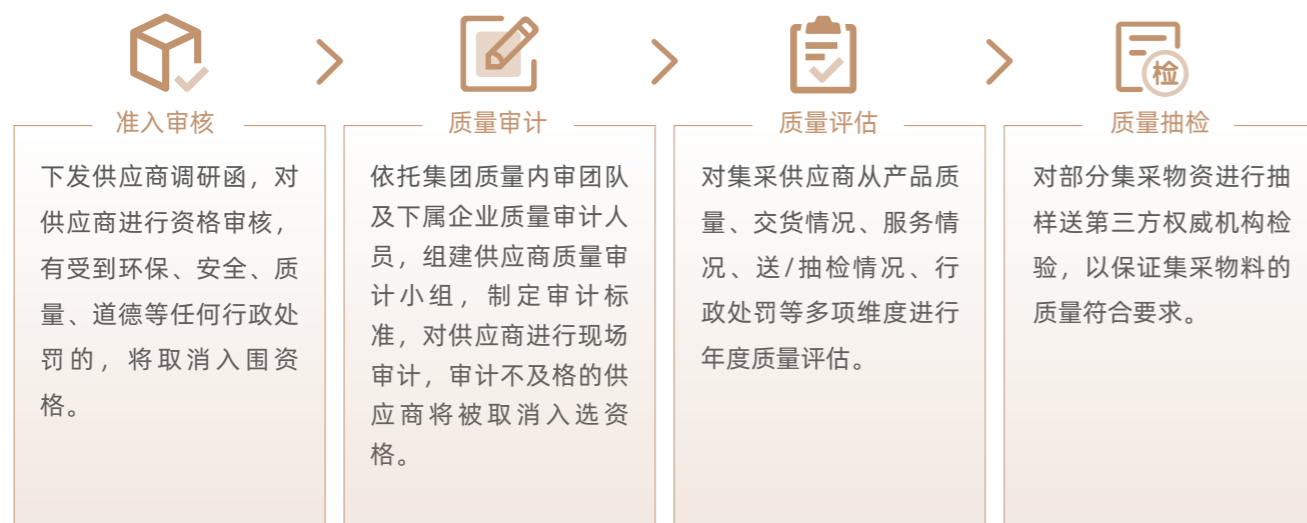 检
准入审核
下发供应商调研函，对
供应商进行资格审核，
有受到环保、安全、质
量、道德等任何行政处
罚的，将取消入围资
格。
质量审计
依托集团质量内审团队
及下属企业质量审计人
员，组建供应商质量审
计小组，制定审计标
准，对供应商进行现场
审计，审计不及格的供
应商将被取消入选资
格。
质量评估
对集采供应商从产品质
量、交货情况、服务情
况、送/抽检情况、行
政处罚等多项维度进行
年度质量评估。
质量抽检
对部分集采物资进行抽
样送第三方权威机构检
验，以保证集采物料的
质量符合要求。